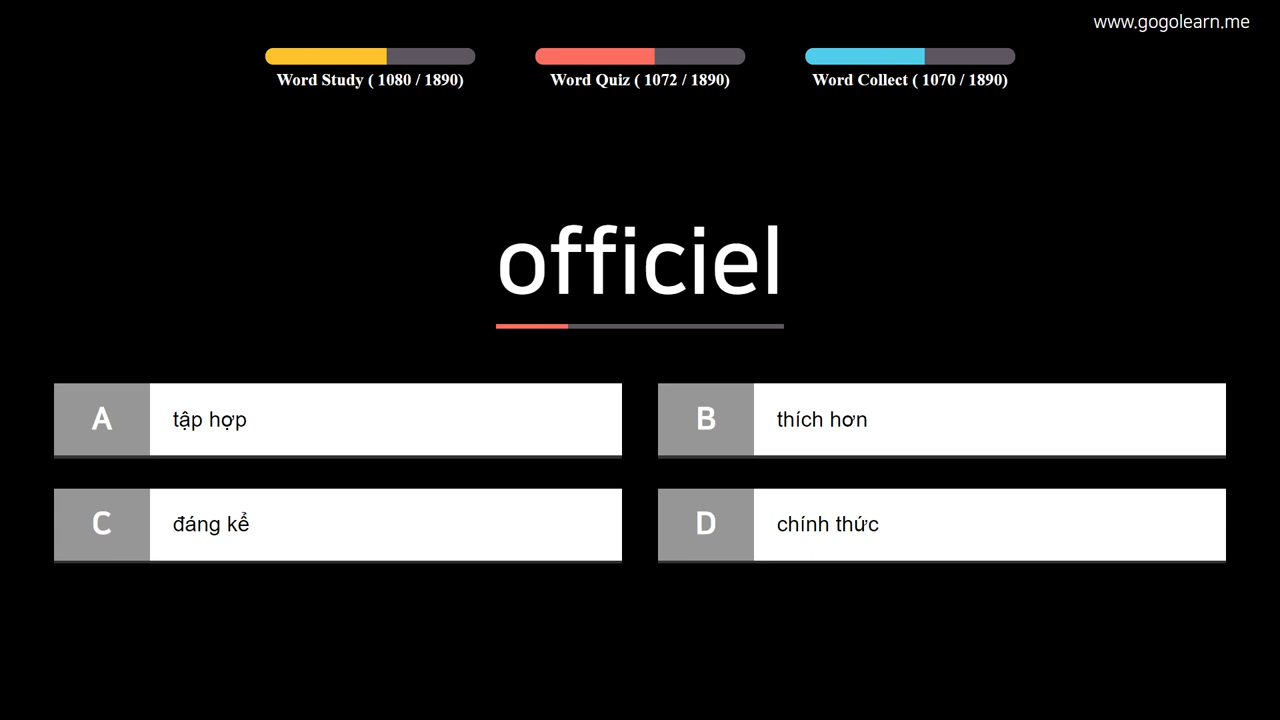 www.gogolearn.me
Word Study ( 1080 / 1890)
Word Quiz ( 1072 / 1890)
Word Collect ( 1070 / 1890)
officiel
A tập hợp
B thích hơn
C đáng kể
D chính thức